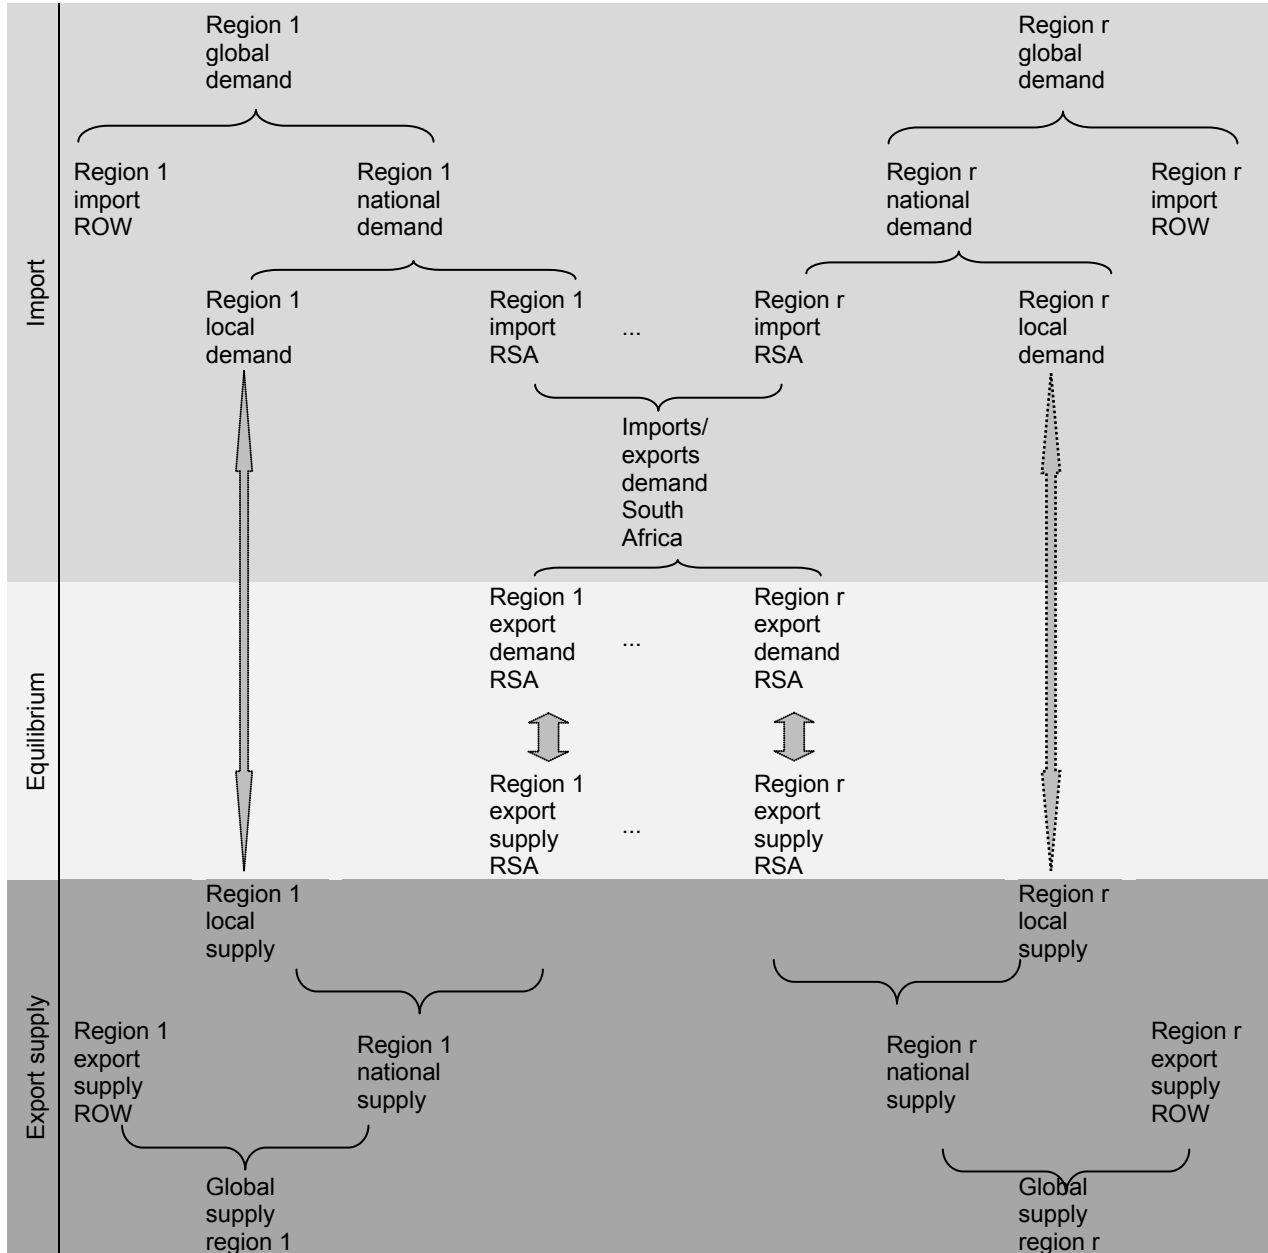 Region 1
global
demand
Region r
global
demand
Region 1
import
ROW
Region 1
national
demand
Region r
national
demand
Region r
import
ROW
Import
Region 1
local
demand
Region 1
import
RSA
...
Region r
import
RSA
Region r
local
demand
Imports/
exports
demand
South
Africa
Equilibrium
Region 1
export
demand
RSA
...
Region r
export
demand
RSA
Region 1
export
supply
RSA
...
Region r
export
supply
RSA
Export supply
Region 1
local
supply
Region r
local
supply
Region 1
export
supply
ROW
Region 1
national
supply
Region r
national
supply
Region r
export
supply
ROW
Global
supply
region 1
Global
supply
region r